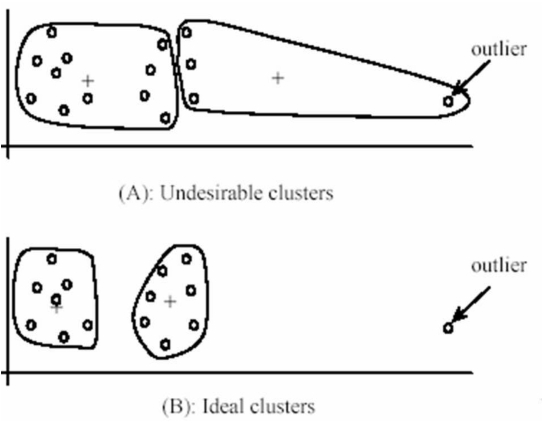 outlier
(A): Undesirable clusters
outlier
(B): Ideal clusters